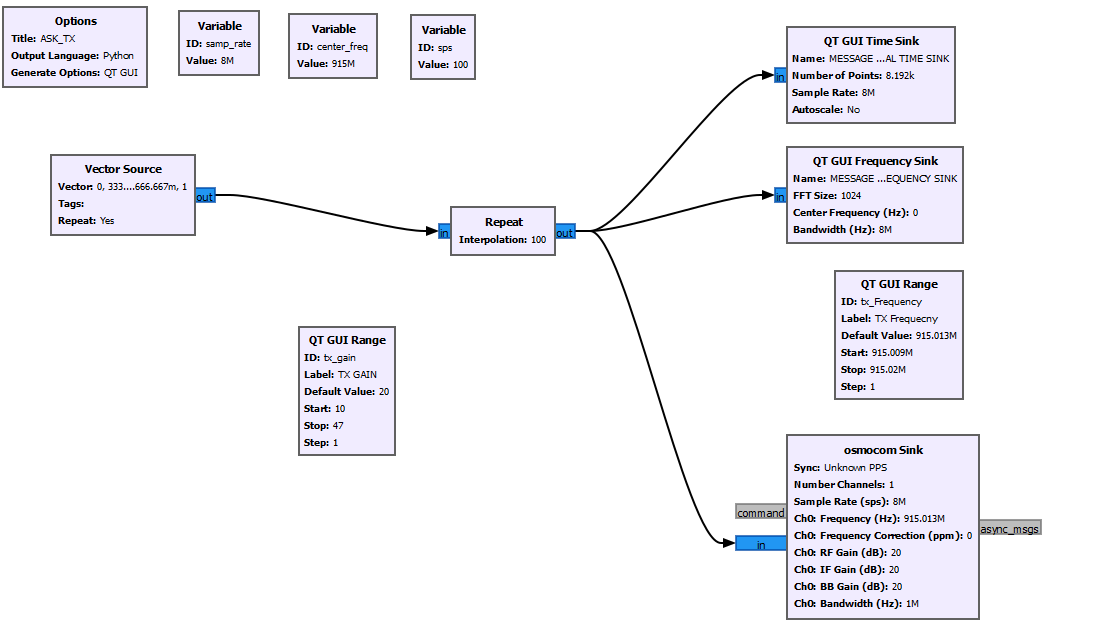 Options
Title: ASK_TX
Output Language: Python
Generate Options: QT GUI
Variable
ID: samp_rate
Value: 8M
Variable
ID: center_freq
Value: 915M
Variable
ID: sps
Value: 100
QT GUI Time Sink
Name: MESSAGE ...AL TIME SINK
Number of Points: 8.192k
Sample Rate: 8M
Autoscale: No
in
Vector Source
Vector: 0, 333....666.667m, 1
Tags:
Repeat: Yes
out
QT GUI Frequency Sink
Name: MESSAGE ...EQUENCY SINK
FFT Size: 1024
Center Frequency (Hz): 0
Bandwidth (Hz): 8M
in
Repeat
Interpolation: 100
in
out
QT GUI Range
ID: tx_Frequency
Label: TX Frequecny
Default Value: 915.013M
Start: 915.009M
Stop: 915.02M
Step: 1
QT GUI Range
ID: tx_gain
Label: TX GAIN
Default Value: 20
Start: 10
Stop: 47
Step: 1
osmocom Sink
Sync: Unknown PPS
Number Channels: 1
Sample Rate (sps): 8M
Ch0: Frequency (Hz): 915.013M
Ch0: Frequency Correction (ppm): 0
Ch0: RF Gain (dB): 20
Ch0: IF Gain (dB): 20
Ch0: BB Gain (dB): 20
Ch0: Bandwidth (Hz): 1M
command
in
async_msgs